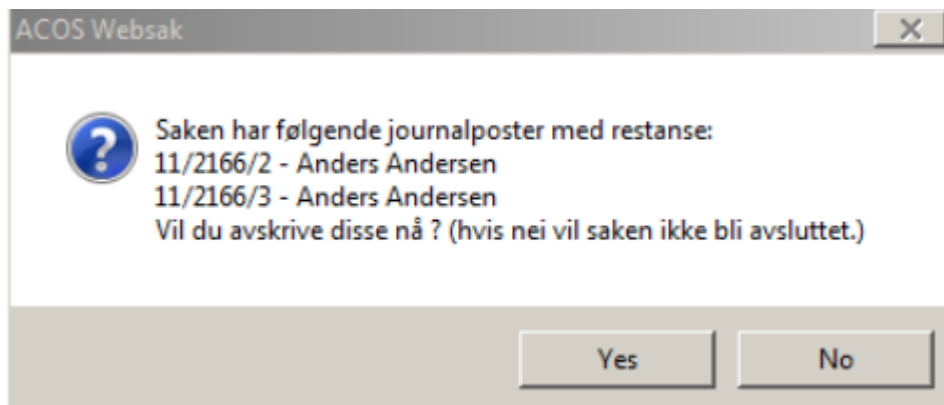 ACOS Websak
Saken har følgende journalposter med restanse:
11/2166/2 - Anders Andersen
11/2166/3 - Anders Andersen
Vil du avskrive disse nå ? (hvis nei vil saken ikke bli avsluttet.)
Yes
No